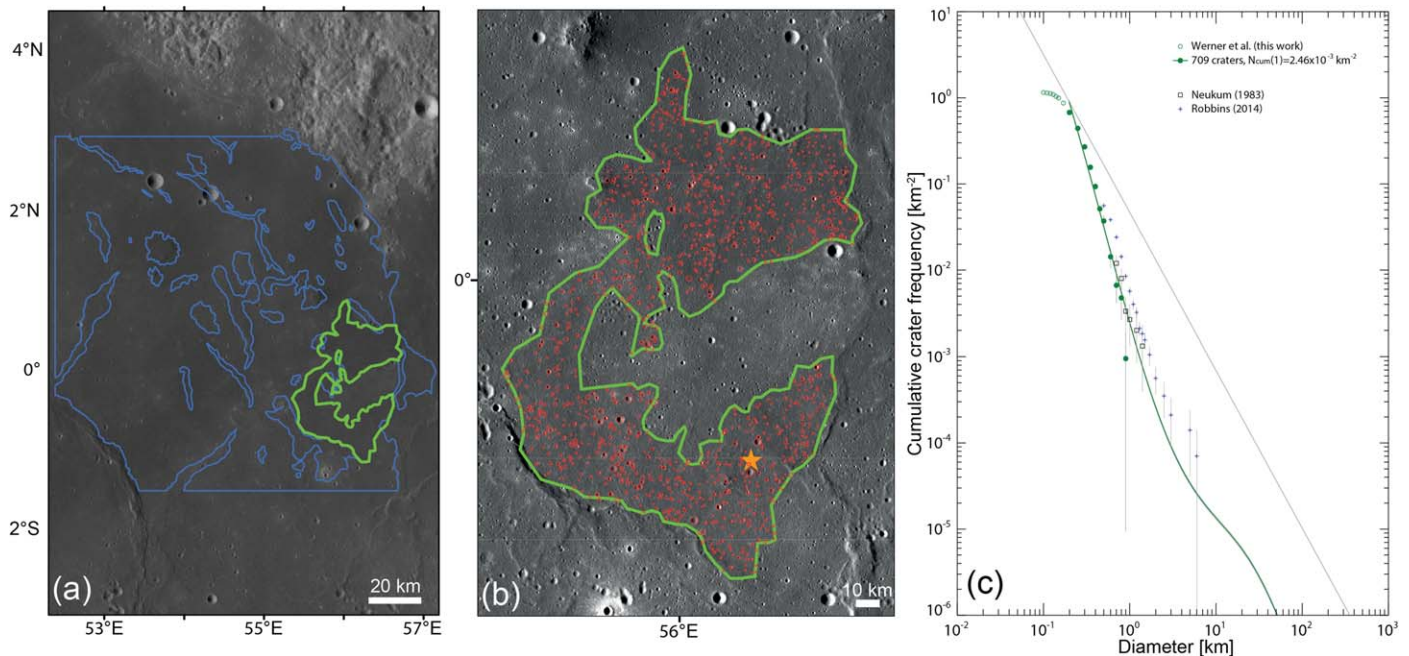 4°N
2°N
0°
2°S
53°E
55°E
57°E
(a)
20 km
0°
56°E
(b)
10 km
Cumulative crater frequency [km⁻²]
10¹
10⁰
10⁻¹
10⁻²
10⁻³
10⁻⁴
10⁻⁵
10⁻⁶
Werner et al. (this work)
709 craters, Ncum(1)=2.46x10⁻³ km⁻²
Neukum (1983)
Robbins (2014)
(c)
10⁻² 10⁻¹ 10⁰ 10¹ 10² 10³
Diameter [km]